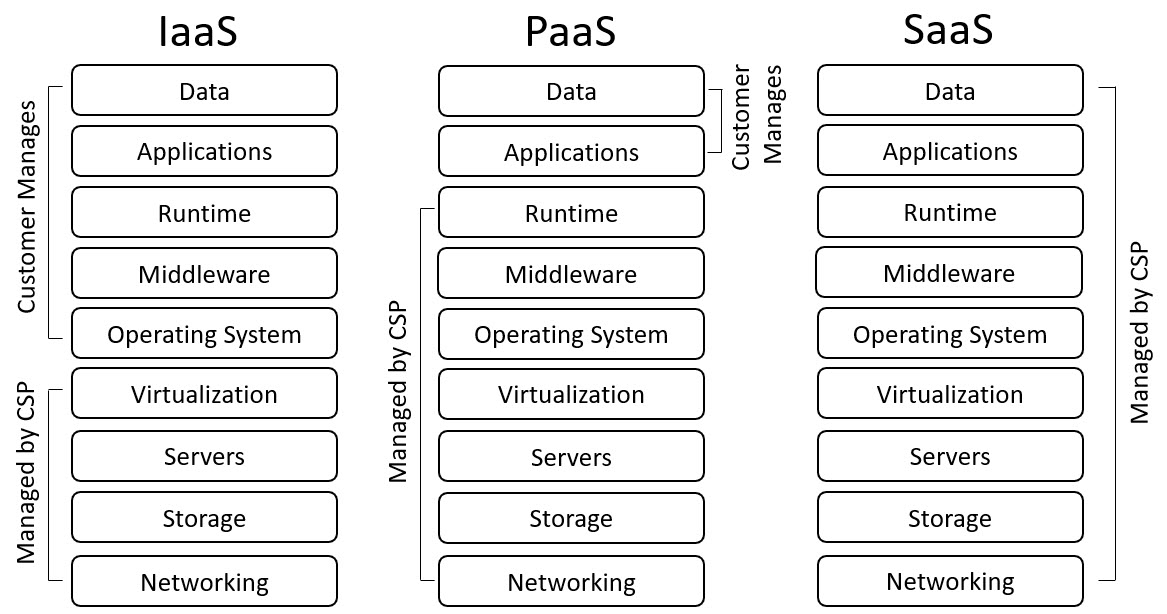 IaaS
Customer Manages
Data
Applications
Runtime
Middleware
Operating System
Managed by CSP
Virtualization
Servers
Storage
Networking
PaaS
Data
Applications
Customer
Manages
Managed by CSP
Runtime
Middleware
Operating System
Virtualization
Servers
Storage
Networking
SaaS
Data
Applications
Runtime
Middleware
Operating System
Virtualization
Servers
Storage
Networking
Managed by CSP